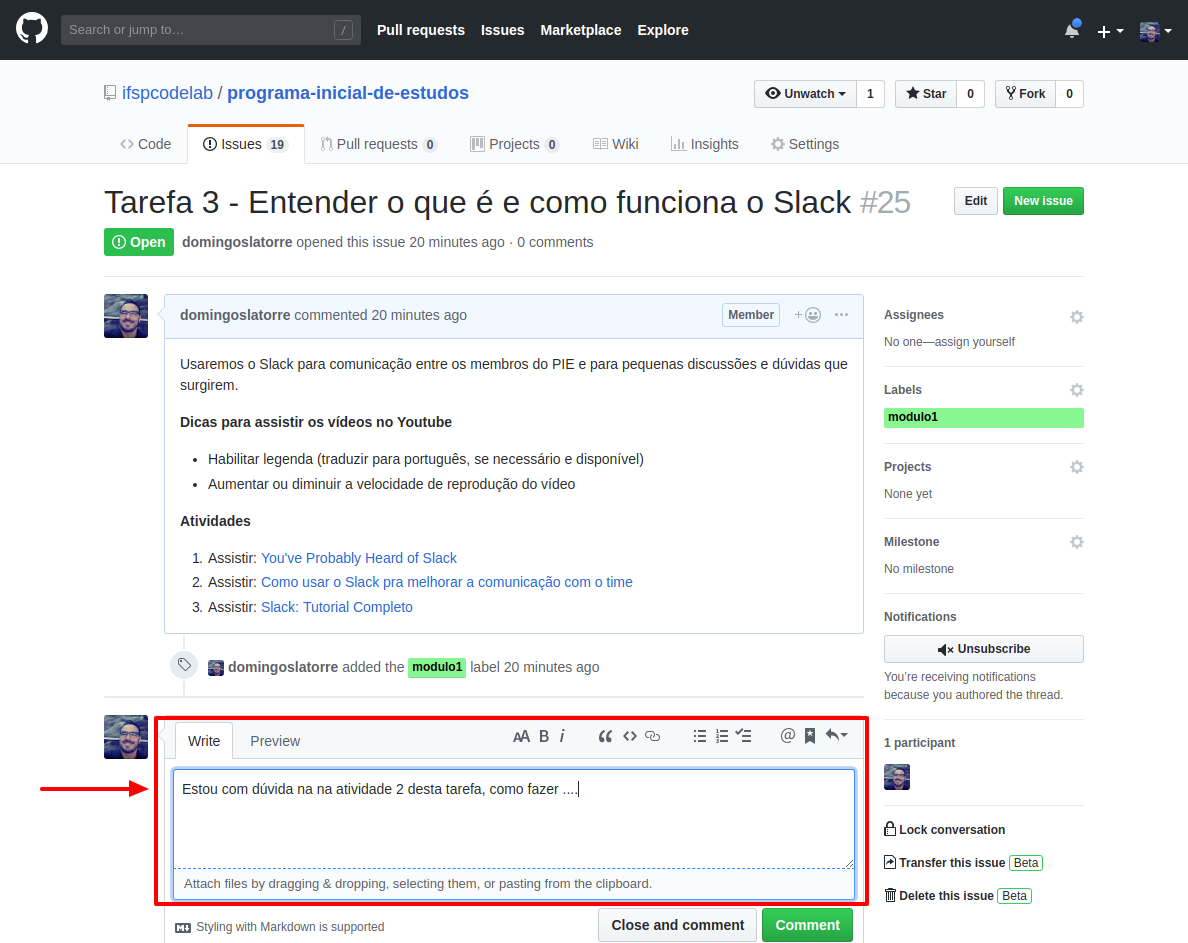 Search or jump to… /
Pull requests Issues Marketplace Explore
ifspcodelab / programa-inicial-de-estudos
Unwatch 1 Star 0 Fork 0
Code Issues 19 Pull requests 0 Projects 0 Wiki Insights Settings
Tarefa 3 - Entender o que é e como funciona o Slack #25
Edit New issue
Open domingoslatorre opened this issue 20 minutes ago · 0 comments
domingoslatorre commented 20 minutes ago Member
Usaremos o Slack para comunicação entre os membros do PIE e para pequenas discussões e dúvidas que
surgirem.
Dicas para assistir os vídeos no Youtube
• Habilitar legenda (traduzir para português, se necessário e disponível)
• Aumentar ou diminuir a velocidade de reprodução do vídeo
Atividades
1. Assistir: You've Probably Heard of Slack
2. Assistir: Como usar o Slack pra melhorar a comunicação com o time
3. Assistir: Slack: Tutorial Completo
domingoslatorre added the modulo1 label 20 minutes ago
Write Preview
AA B i “ <> @
Estou com dúvida na na atividade 2 desta tarefa, como fazer ....
Attach files by dragging & dropping, selecting them, or pasting from the clipboard.
Styling with Markdown is supported
Close and comment Comment
Assignees
No one—assign yourself
Labels
modulo1
Projects
None yet
Milestone
No milestone
Notifications
Unsubscribe
You're receiving notifications
because you authored the thread.
1 participant
Lock conversation
Transfer this issue Beta
Delete this issue Beta